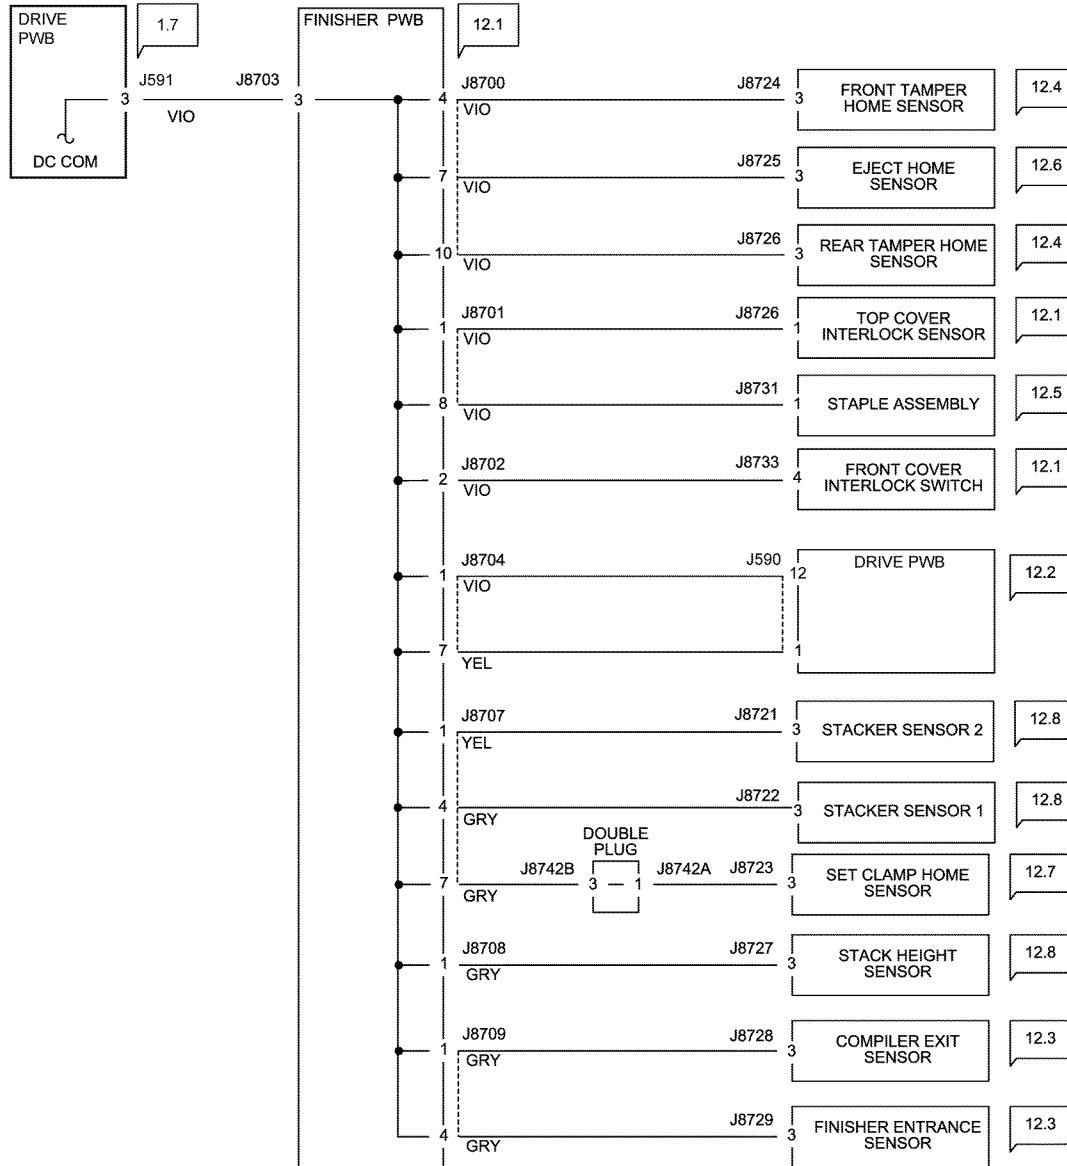 DRIVE
PWB
1.7
FINISHER PWB
12.1
J591
J8703
3
3
VIO
DC COM
4
J8700
VIO
J8724
3
FRONT TAMPER
HOME SENSOR
12.4
7
VIO
J8725
3
EJECT HOME
SENSOR
12.6
10
VIO
J8726
3
REAR TAMPER HOME
SENSOR
12.4
1
J8701
VIO
J8726
1
TOP COVER
INTERLOCK SENSOR
12.1
8
VIO
J8731
1
STAPLE ASSEMBLY
12.5
2
J8702
VIO
J8733
4
FRONT COVER
INTERLOCK SWITCH
12.1
1
J8704
VIO
J590
12
DRIVE PWB
12.2
7
YEL
1
1
J8707
YEL
J8721
3
STACKER SENSOR 2
12.8
4
GRY
J8722
3
STACKER SENSOR 1
12.8
DOUBLE
PLUG
7
GRY
J8742B
3
1
J8742A
J8723
3
SET CLAMP HOME
SENSOR
12.7
1
J8708
GRY
J8727
3
STACK HEIGHT
SENSOR
12.8
1
J8709
GRY
J8728
3
COMPILER EXIT
SENSOR
12.3
4
GRY
J8729
3
FINISHER ENTRANCE
SENSOR
12.3